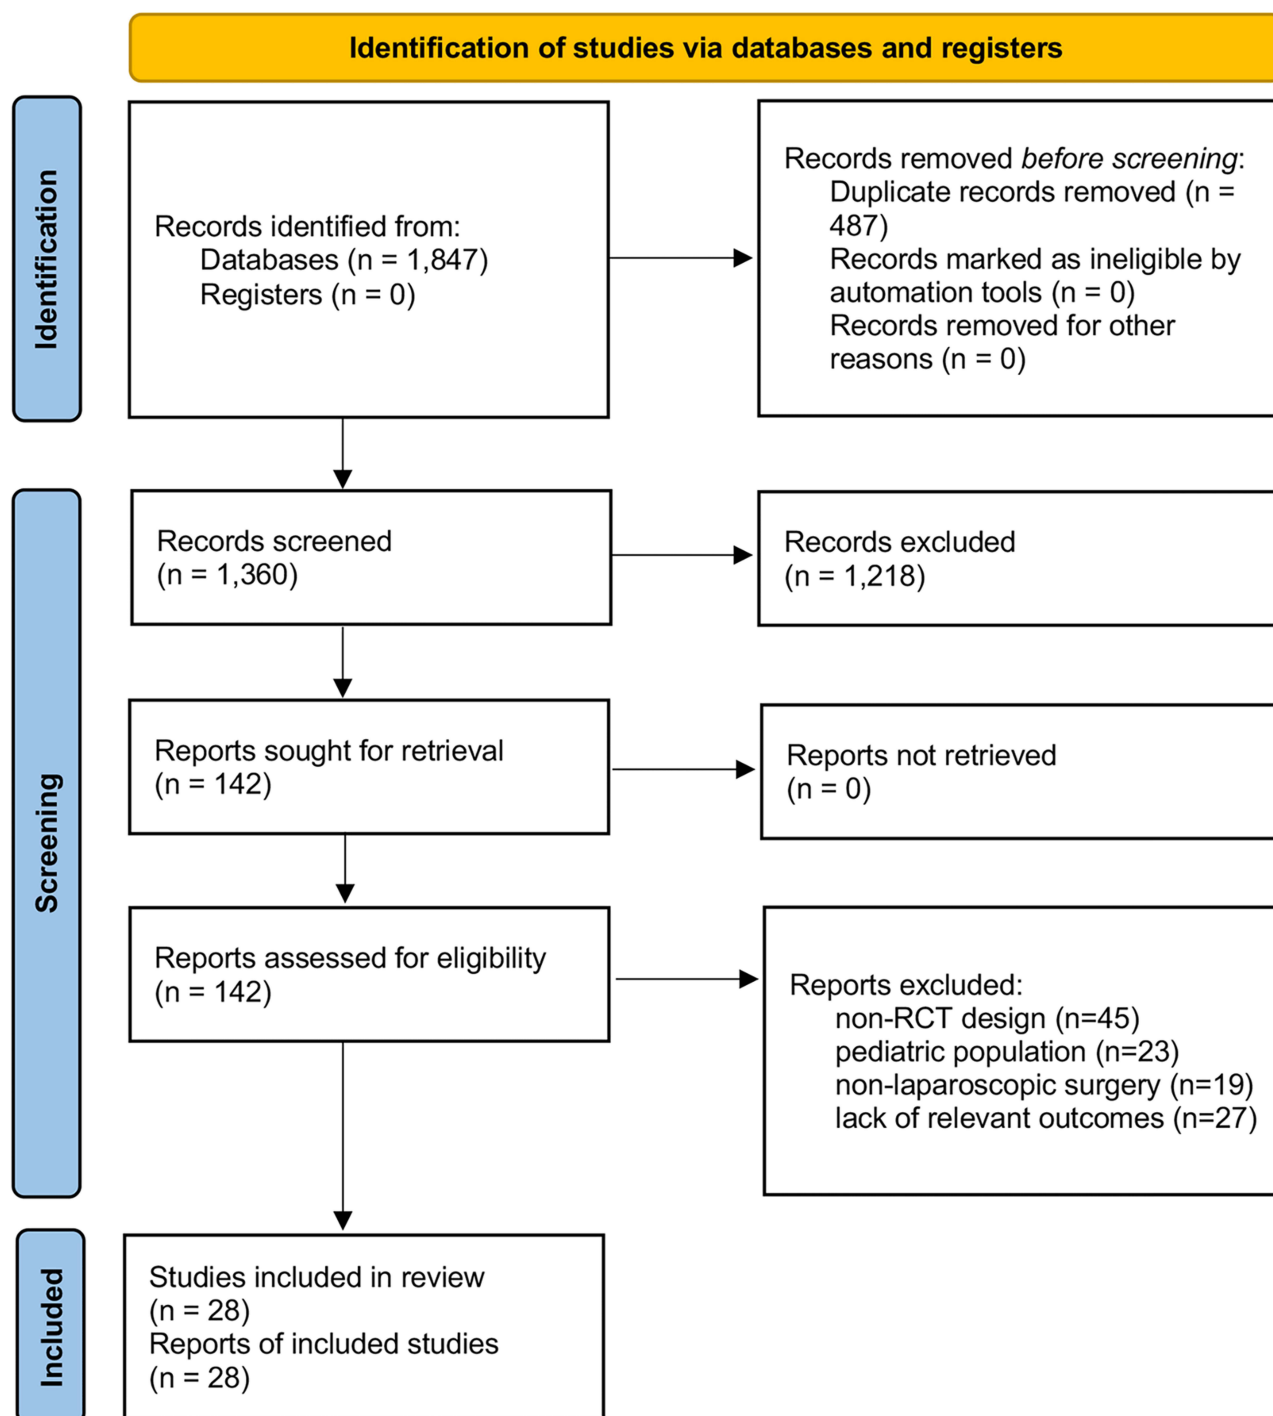 Identification of studies via databases and registers
Identification
Records identified from:
Databases (n = 1,847)
Registers (n = 0)
Records removed before screening:
Duplicate records removed (n =
487)
Records marked as ineligible by
automation tools (n = 0)
Records removed for other
reasons (n = 0)
Screening
Records screened
(n = 1,360)
Records excluded
(n = 1,218)
Reports sought for retrieval
(n = 142)
Reports not retrieved
(n = 0)
Reports assessed for eligibility
(n = 142)
Reports excluded:
non-RCT design (n=45)
pediatric population (n=23)
non-laparoscopic surgery (n=19)
lack of relevant outcomes (n=27)
Included
Studies included in review
(n = 28)
Reports of included studies
(n = 28)